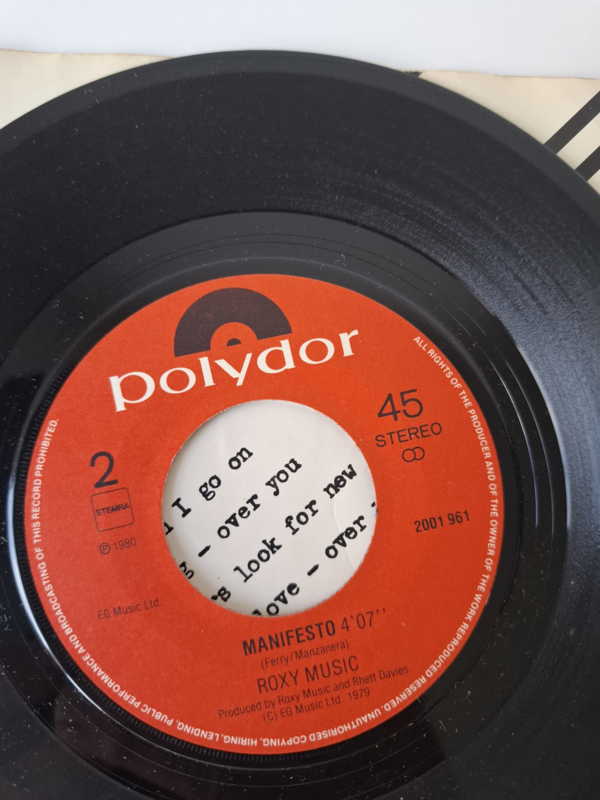 polydor
45
STEREO
2
STEMRA
℗ 1980
2001 961
EG Music Ltd.
I go on
– over you
look for new
love – over
MANIFESTO 4'07''
(Ferry/Manzanera)
ROXY MUSIC
Produced by Roxy Music and Rhett Davies
(C) EG Music Ltd. 1979
ALL RIGHTS OF THE PRODUCER AND OF THE OWNER OF THE WORK REPRODUCED RESERVED. UNAUTHORISED COPYING, HIRING, LENDING, PUBLIC PERFORMANCE AND BROADCASTING OF THIS RECORD PROHIBITED.